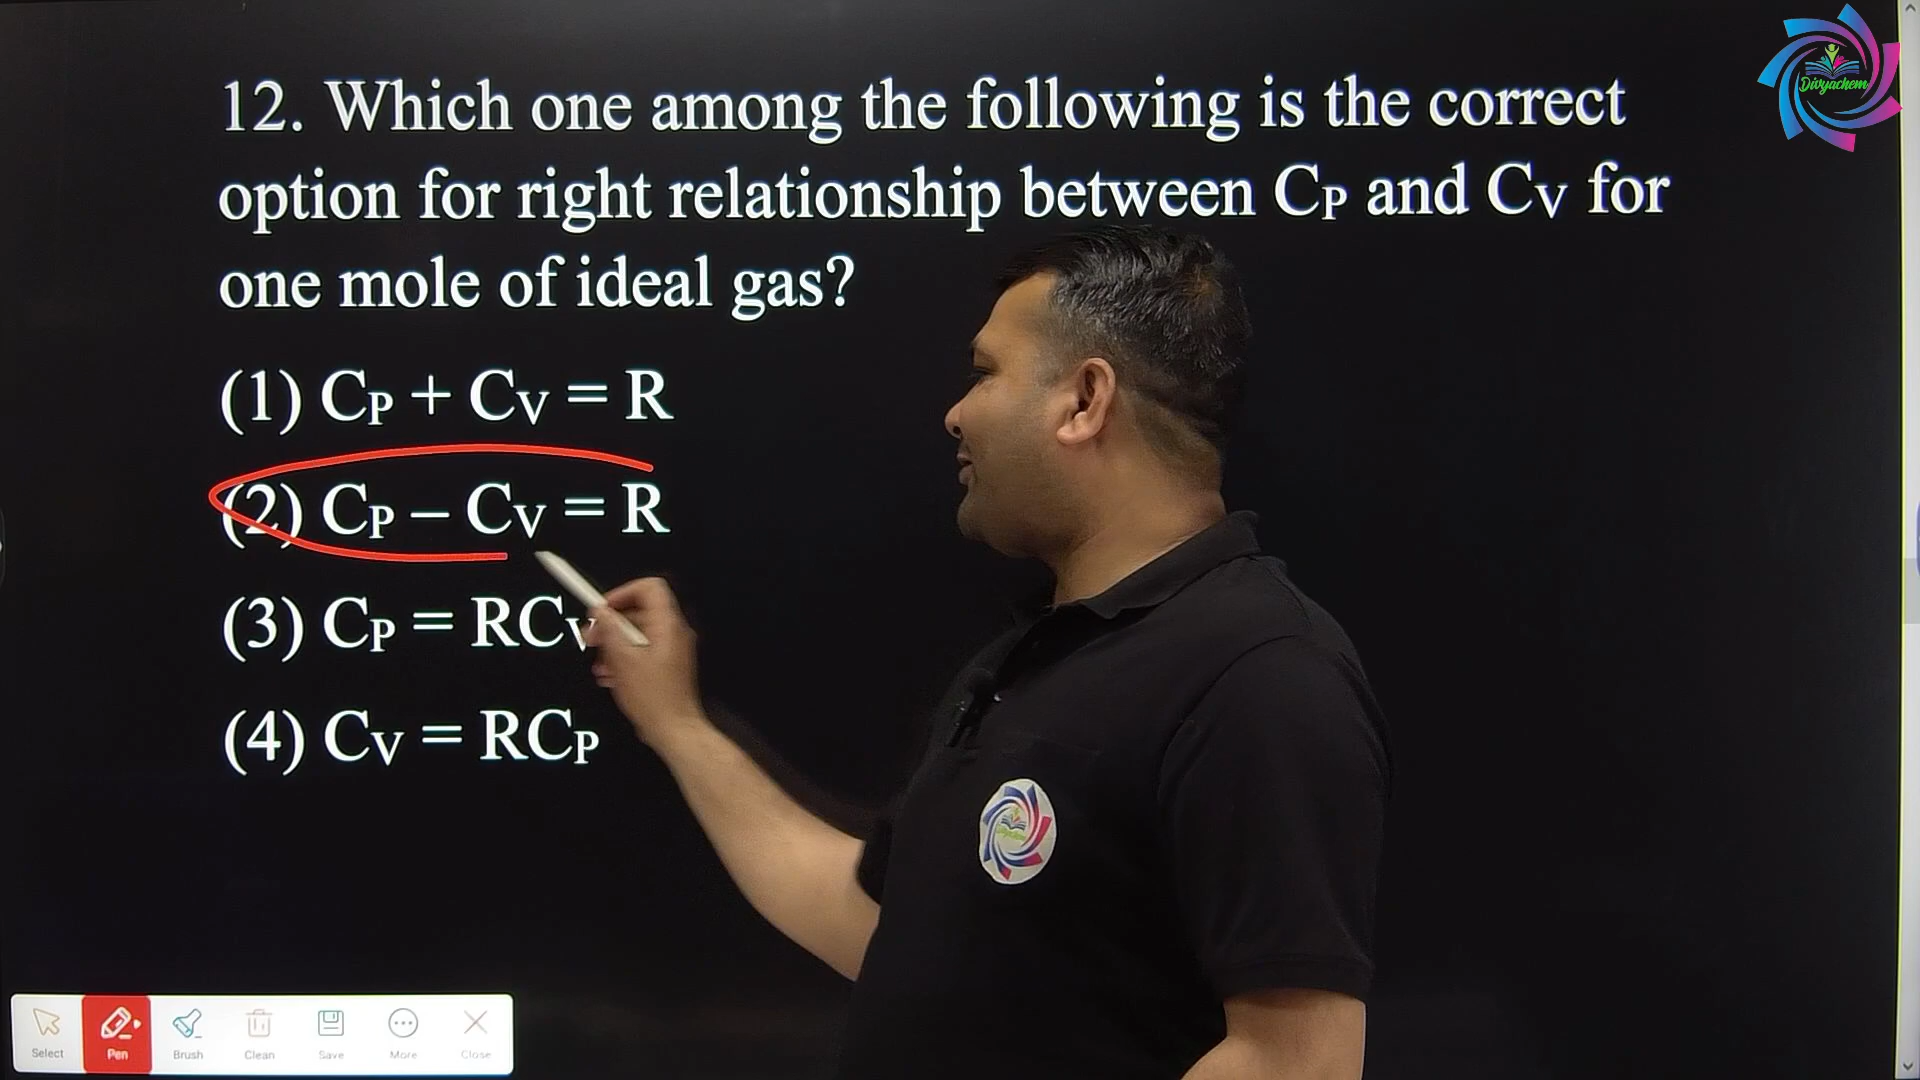 Divyachem
12. Which one among the following is the correct
option for right relationship between CP and CV for
one mole of ideal gas?
(1) CP + CV = R
(2) CP – CV = R
(3) CP = RCV
(4) CV = RCP
Select
Pen
Brush
Clean
Save
More
Close